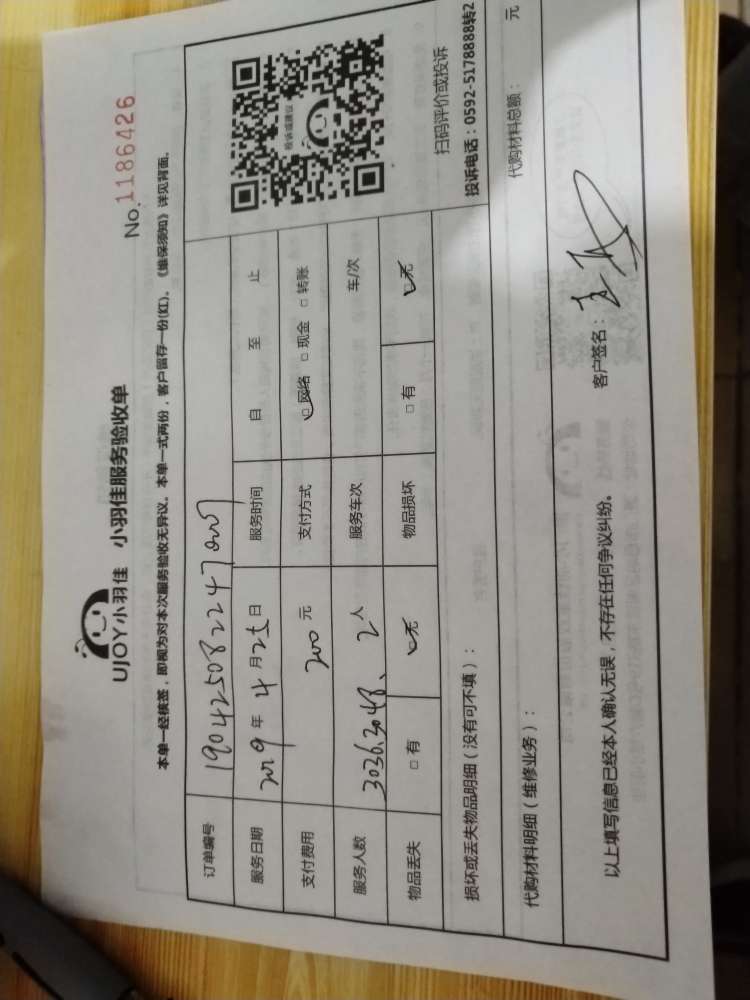 No.1186426
UJOY小羽佳 小羽佳服务验收单
本单一经核签，即视为对本次服务验收无异议。本单一式两份，客户留存一份(红)。《维保须知》详见背面。
订单编号
服务日期 2019 年 4 月 25 日 服务时间 自 至 止
支付费用 200 元 支付方式 □网络 □ 现金 □ 转账
服务人数 3036.3048、2 人 服务车次 车/次
物品丢失 □ 有 □无 物品损坏 □ 有 □无
投诉或建议
扫码评价或投诉
投诉电话：0592-5178888转2
损坏或丢失物品明细（没有可不填）：
代购材料明细（维修业务）： 代购材料总额： 元
以上填写信息已经本人确认无误，不存在任何争议纠纷。 客户签名：